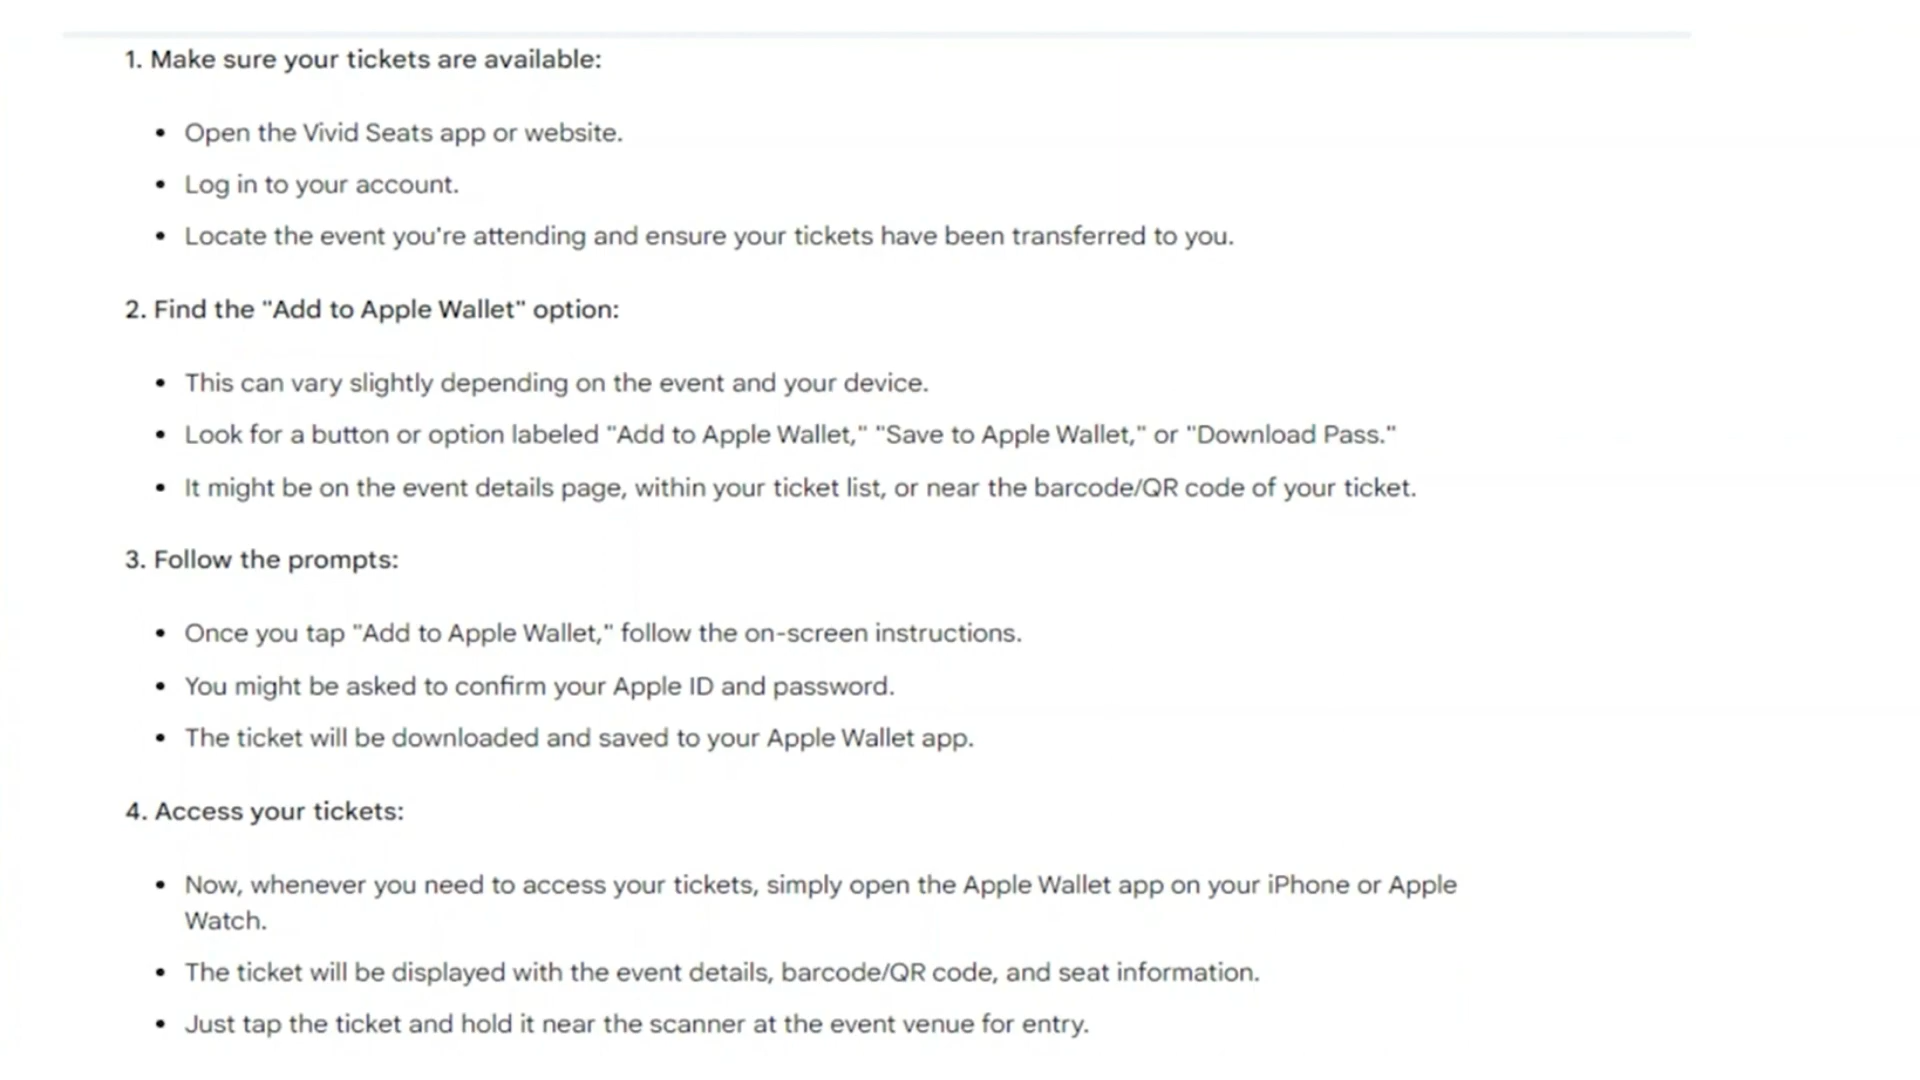 1. Make sure your tickets are available:
• Open the Vivid Seats app or website.
• Log in to your account.
• Locate the event you're attending and ensure your tickets have been transferred to you.
2. Find the "Add to Apple Wallet" option:
• This can vary slightly depending on the event and your device.
• Look for a button or option labeled "Add to Apple Wallet," "Save to Apple Wallet," or "Download Pass."
• It might be on the event details page, within your ticket list, or near the barcode/QR code of your ticket.
3. Follow the prompts:
• Once you tap "Add to Apple Wallet," follow the on-screen instructions.
• You might be asked to confirm your Apple ID and password.
• The ticket will be downloaded and saved to your Apple Wallet app.
4. Access your tickets:
• Now, whenever you need to access your tickets, simply open the Apple Wallet app on your iPhone or Apple
Watch.
• The ticket will be displayed with the event details, barcode/QR code, and seat information.
• Just tap the ticket and hold it near the scanner at the event venue for entry.